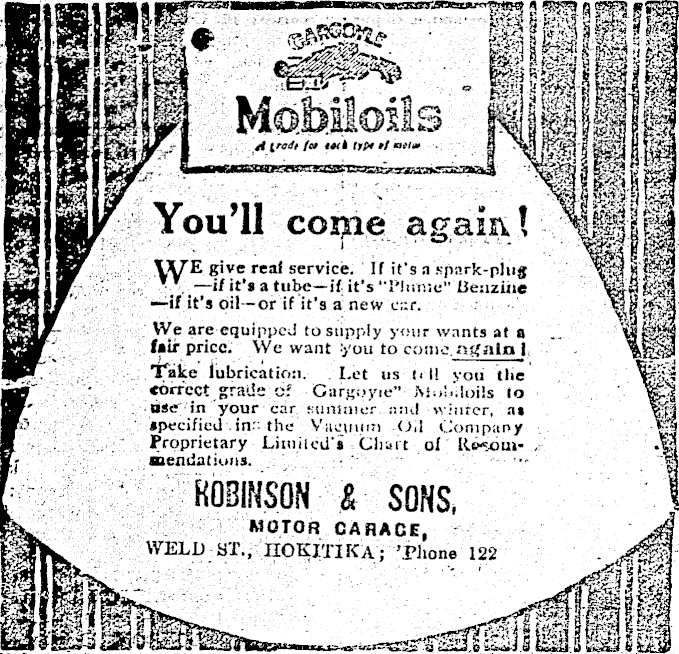 GARGOYLE
Mobiloils
A grade for each type of motor
You'll come again!
WE give real service. If it's a spark-plug
—if it's a tube—if it's "Plume" Benzine
—if it's oil—or if it's a new car.
We are equipped to supply your wants at a
fair price. We want you to come again!
Take lubrication. Let us tell you the
correct grade of Gargoyle" Mobiloils to
use in your car summer and winter, as
specified in the Vacuum Oil Company
Proprietary Limited's Chart of Recom-
mendations.
ROBINSON & SONS,
MOTOR GARAGE,
WELD ST., HOKITIKA; 'Phone 122